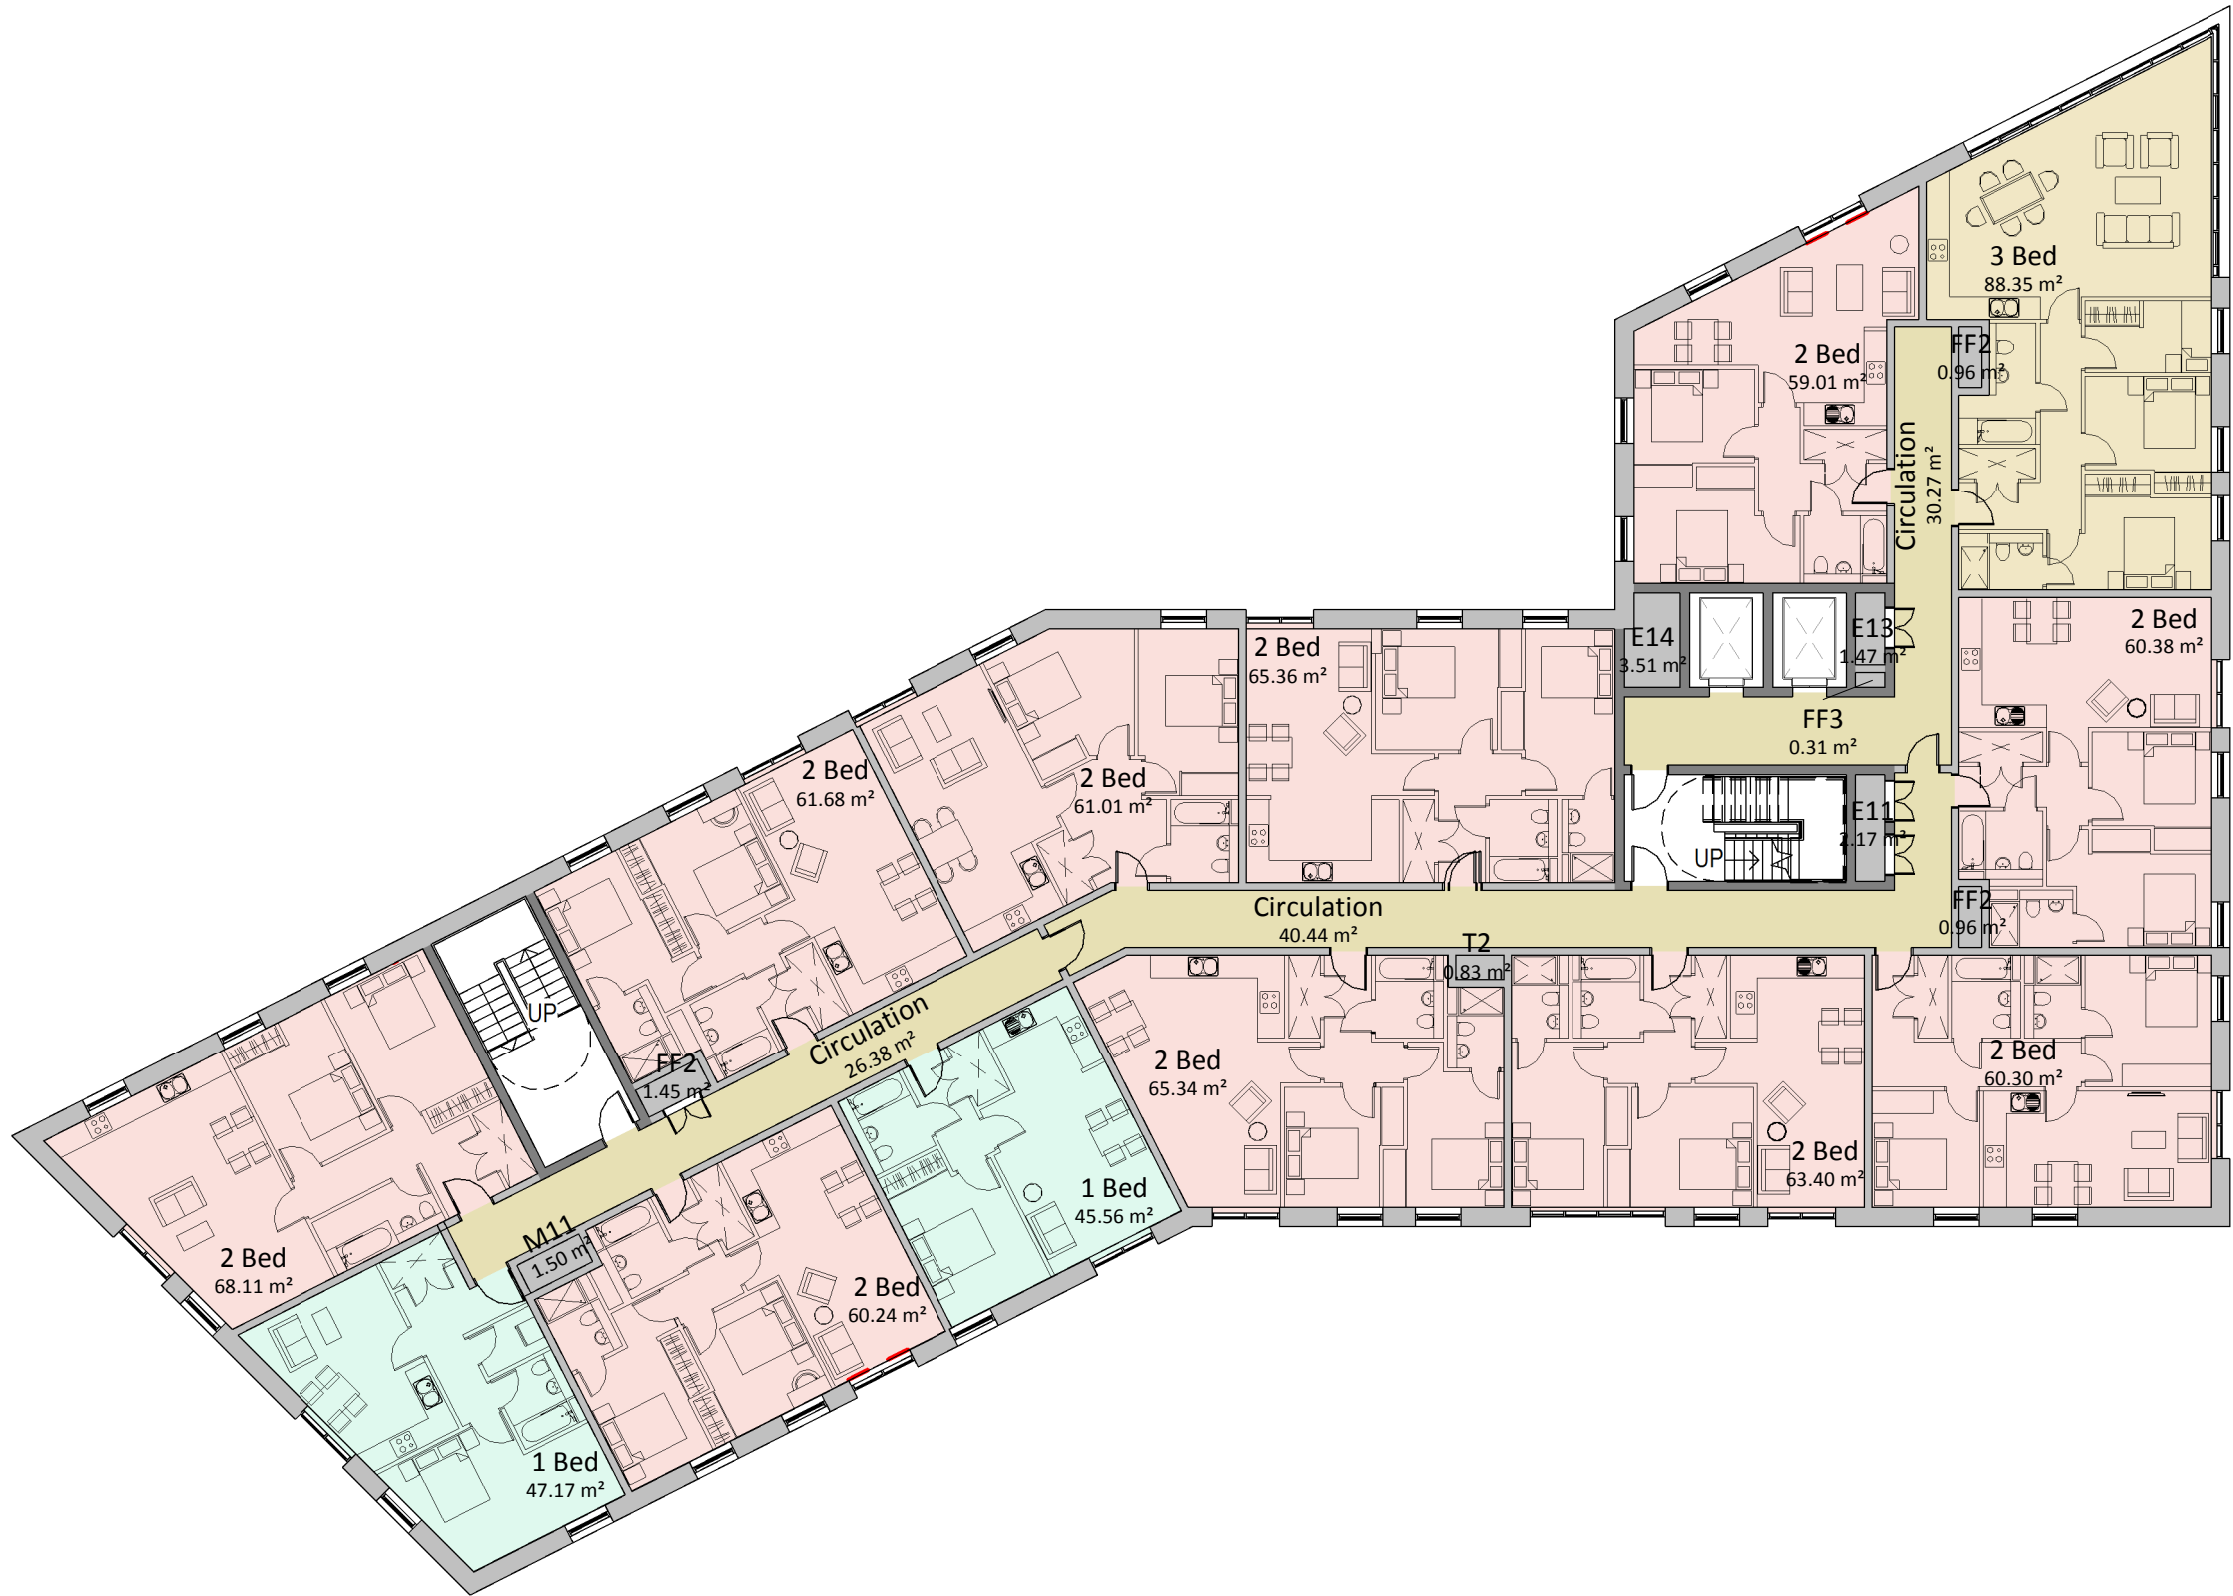 3 Bed
88.35 m²
2 Bed
59.01 m²
FF2
0.96 m²
Circulation
30.27 m²
2 Bed
60.38 m²
E14
3.51 m²
E13
1.47 m²
2 Bed
65.36 m²
FF3
0.31 m²
2 Bed
61.68 m²
2 Bed
61.01 m²
E11
2.17 m²
UP
Circulation
40.44 m²
FF2
0.96 m²
T2
0.83 m²
UP
Circulation
26.38 m²
FF2
1.45 m²
2 Bed
65.34 m²
2 Bed
60.30 m²
2 Bed
63.40 m²
1 Bed
45.56 m²
M11
1.50 m²
2 Bed
68.11 m²
2 Bed
60.24 m²
1 Bed
47.17 m²